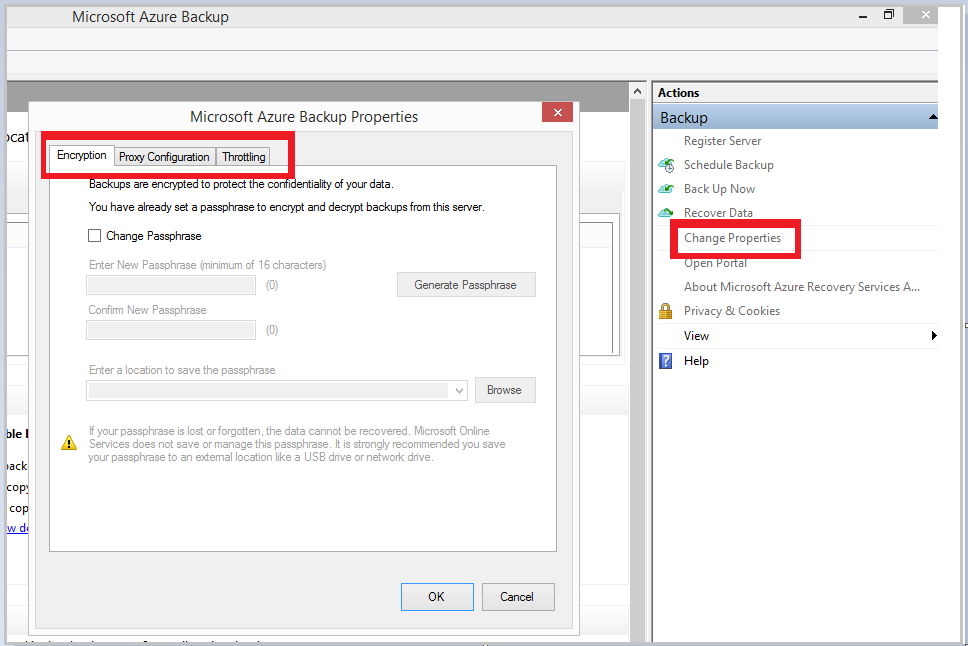 Microsoft Azure Backup
Microsoft Azure Backup Properties
Encryption
Proxy Configuration
Throttling
Backups are encrypted to protect the confidentiality of your data.
You have already set a passphrase to encrypt and decrypt backups from this server.
Change Passphrase
Enter New Passphrase (minimum of 16 characters)
(0)
Generate Passphrase
Confirm New Passphrase
(0)
Enter a location to save the passphrase
Browse
If your passphrase is lost or forgotten, the data cannot be recovered. Microsoft Online
Services does not save or manage this passphrase. It is strongly recommended you save
your passphrase to an external location like a USB drive or network drive.
OK
Cancel
Actions
Backup
Register Server
Schedule Backup
Back Up Now
Recover Data
Change Properties
Open Portal
About Microsoft Azure Recovery Services A...
Privacy & Cookies
View
Help